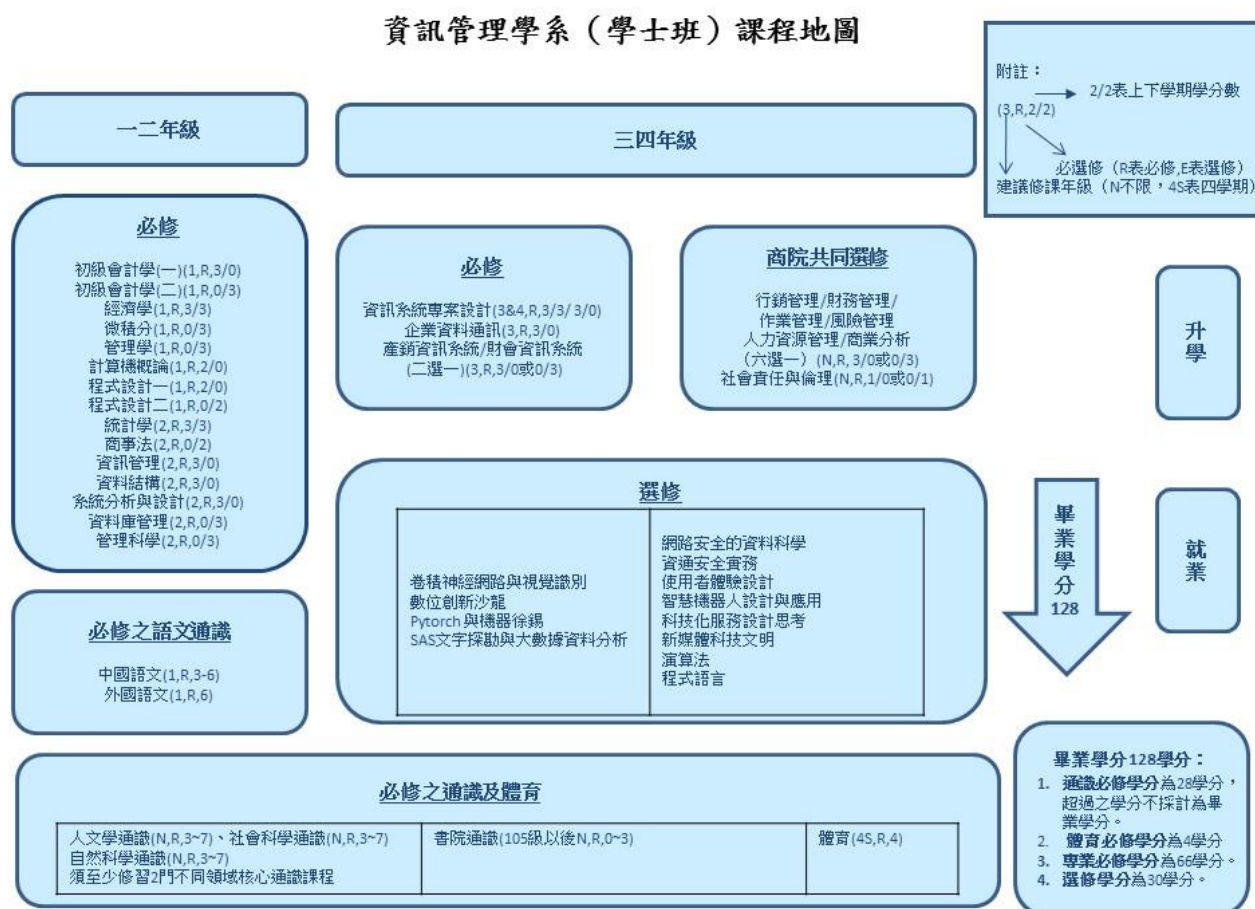 資訊管理學系（學士班）課程地圖
附註：
2/2表上下學期學分數
(3,R,2/2)
必選修（R表必修,E表選修）
建議修課年級（N不限，4S表四學期）
一二年級
三四年級
必修
初級會計學(一)(1,R,3/0)
初級會計學(二)(1,R,0/3)
經濟學(1,R,3/3)
微積分(1,R,0/3)
管理學(1,R,0/3)
計算機概論(1,R,2/0)
程式設計一(1,R,2/0)
程式設計二(1,R,0/2)
統計學(2,R,3/3)
商事法(2,R,0/2)
資訊管理(2,R,3/0)
資料結構(2,R,3/0)
系統分析與設計(2,R,3/0)
資料庫管理(2,R,0/3)
管理科學(2,R,0/3)
必修
資訊系統專案設計(3&4,R,3/3/ 3/0)
企業資料通訊(3,R,3/0)
產銷資訊系統/財會資訊系統
(二選一)(3,R,3/0或0/3)
商院共同選修
行銷管理/財務管理/
作業管理/風險管理
人力資源管理/商業分析
（六選一）(N,R, 3/0或0/3)
社會責任與倫理(N,R,1/0或0/1)
升學
選修
卷積神經網路與視覺識別
數位創新沙龍
Pytorch 與機器徐錫
SAS文字探勘與大數據資料分析
網路安全的資料科學
資通安全實務
使用者體驗設計
智慧機器人設計與應用
科技化服務設計思考
新媒體科技文明
演算法
程式語言
畢業學分
128
就業
必修之語文通識
中國語文(1,R,3-6)
外國語文(1,R,6)
必修之通識及體育
人文學通識(N,R,3~7)、社會科學通識(N,R,3~7)
自然科學通識(N,R,3~7)
須至少修習2門不同領域核心通識課程
書院通識(105級以後N,R,0~3)
體育(4S,R,4)
畢業學分128學分：
1. 通識必修學分為28學分，
超過之學分不採計為畢
業學分。
2. 體育必修學分為4學分
3. 專業必修學分為66學分。
4. 選修學分為30學分。